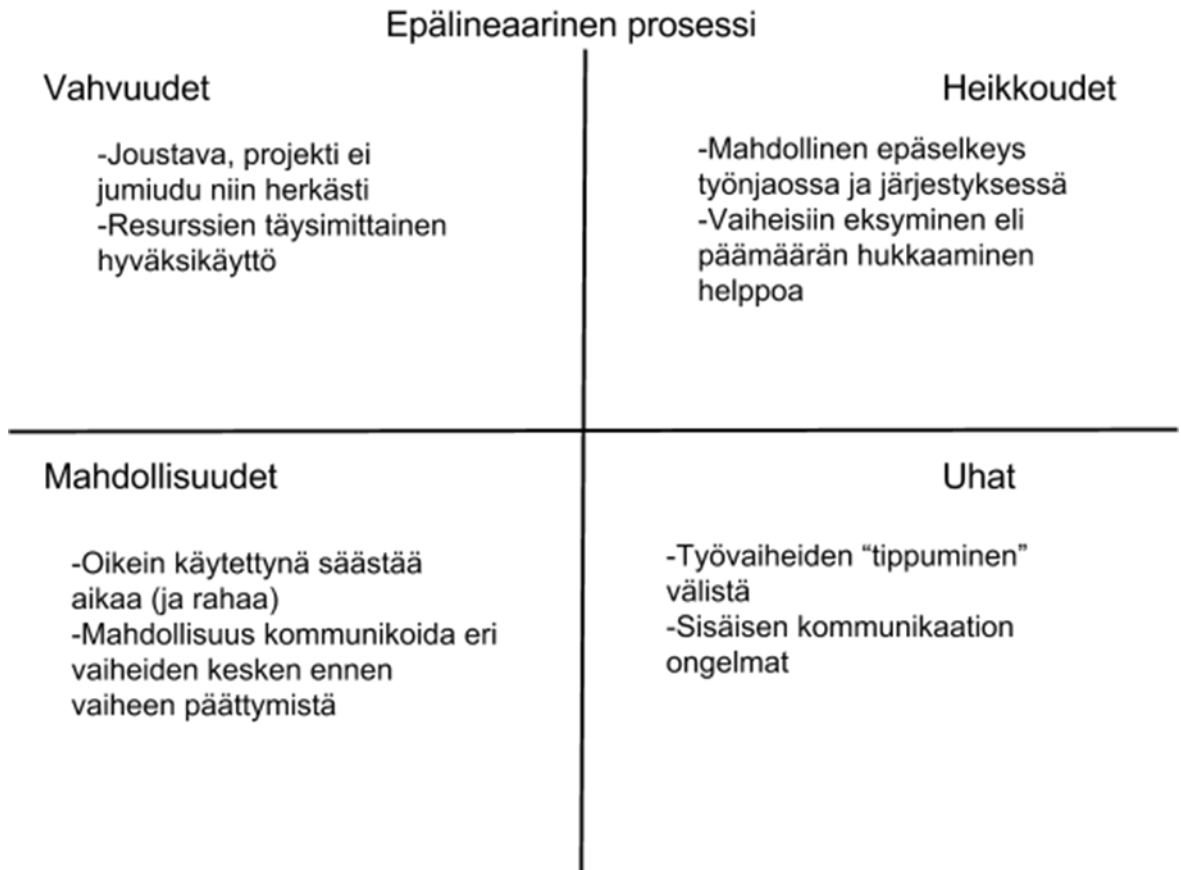 Epälineaarinen prosessi
Vahvuudet
-Joustava, projekti ei
jumiudu niin herkästi
-Resurssien täysimittainen
hyväksikäyttö
Heikkoudet
-Mahdollinen epäselkeys
työnjaossa ja järjestyksessä
-Vaiheisiin eksyminen eli
päämäärän hukkaaminen
helppoa
Mahdollisuudet
-Oikein käytettynä säästää
aikaa (ja rahaa)
-Mahdollisuus kommunikoida eri
vaiheiden kesken ennen
vaiheen päättymistä
Uhat
-Työvaiheiden “tippuminen”
välistä
-Sisäisen kommunikaation
ongelmat